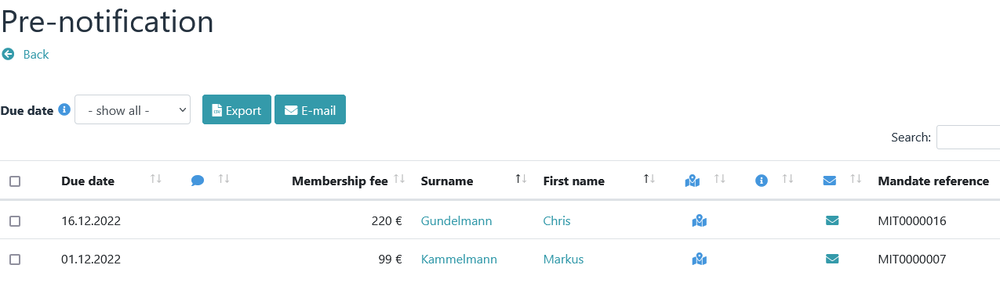 Pre-notification
Back
Due date - show all - Export E-mail
Search:
Due date Membership fee Surname First name Mandate reference
16.12.2022 220 € Gundelmann Chris MIT0000016
01.12.2022 99 € Kammelmann Markus MIT0000007